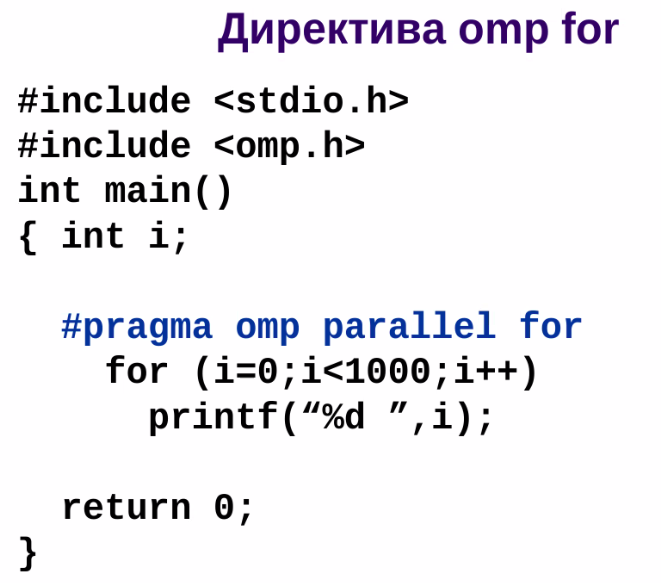 Директива omp for
#include <stdio.h>
#include <omp.h>
int main()
{ int i;
#pragma omp parallel for
for (i=0;i<1000;i++)
printf(“%d ”,i);
return 0;
}